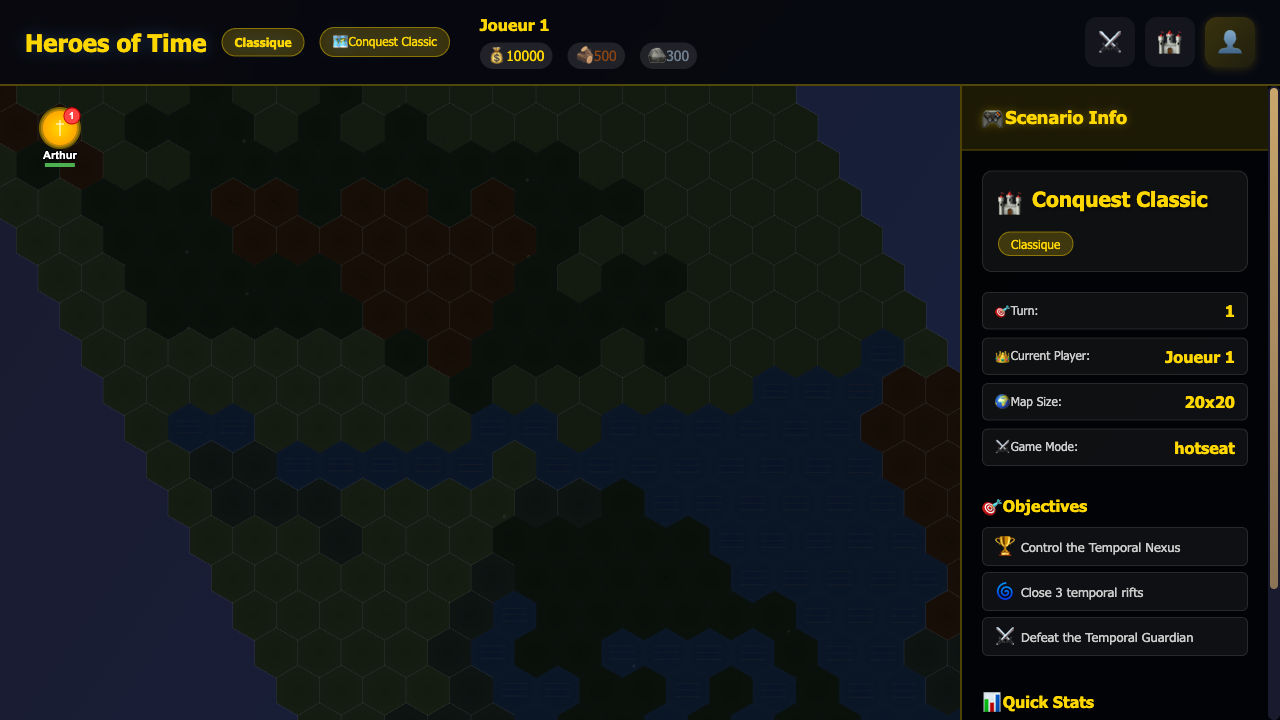 Heroes of Time
Classique
Conquest Classic
Joueur 1
10000
500
300
1
Arthur
Scenario Info
Conquest Classic
Classique
Turn: 1
Current Player: Joueur 1
Map Size: 20x20
Game Mode: hotseat
Objectives
Control the Temporal Nexus
Close 3 temporal rifts
Defeat the Temporal Guardian
Quick Stats